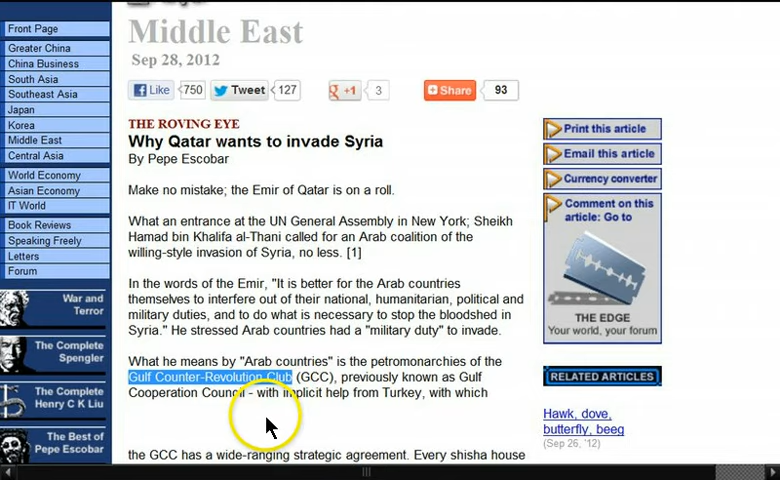 Front Page
Greater China
China Business
South Asia
Southeast Asia
Japan
Korea
Middle East
Central Asia
World Economy
Asian Economy
IT World
Book Reviews
Speaking Freely
Letters
Forum
War and
Terror
The Complete
Spengler
The Complete
Henry C K Liu
The Best of
Pepe Escobar
Middle East
Sep 28, 2012
Like 750 Tweet 127 +1 3 Share 93
THE ROVING EYE
Why Qatar wants to invade Syria
By Pepe Escobar
Make no mistake; the Emir of Qatar is on a roll.
What an entrance at the UN General Assembly in New York; Sheikh
Hamad bin Khalifa al-Thani called for an Arab coalition of the
willing-style invasion of Syria, no less. [1]
In the words of the Emir, "It is better for the Arab countries
themselves to interfere out of their national, humanitarian, political and
military duties, and to do what is necessary to stop the bloodshed in
Syria." He stressed Arab countries had a "military duty" to invade.
What he means by "Arab countries" is the petromonarchies of the
Gulf Counter-Revolution Club (GCC), previously known as Gulf
Cooperation Council - with implicit help from Turkey, with which
the GCC has a wide-ranging strategic agreement. Every shisha house
Print this article
Email this article
Currency converter
Comment on this
article: Go to
THE EDGE
Your world, your forum
RELATED ARTICLES
Hawk, dove,
butterfly, beeg
(Sep 26, '12)